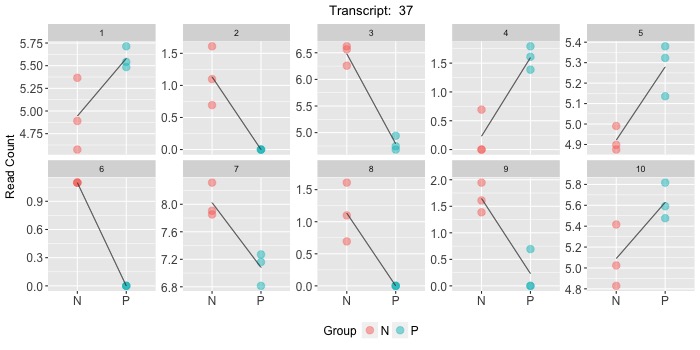 Transcript: 37
Read Count
1 2 3 4 5
5.75 5.50 5.25 5.00 4.75
1.5 1.0 0.5 0.0
6.5 6.0 5.5 5.0
1.5 1.0 0.5 0.0
5.4 5.3 5.2 5.1 5.0 4.9
6 7 8 9 10
0.9 0.6 0.3 0.0
8.0 7.6 7.2 6.8
1.5 1.0 0.5 0.0
2.0 1.5 1.0 0.5 0.0
5.8 5.6 5.4 5.2 5.0 4.8
N P N P N P N P N P
Group N P